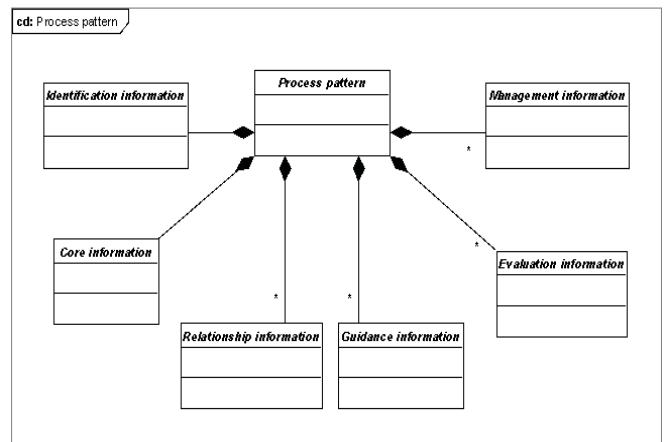 cd: Process pattern
Process pattern
Identification information
Management information
*
Core information
*
Evaluation information
*
*
Relationship information
Guidance information